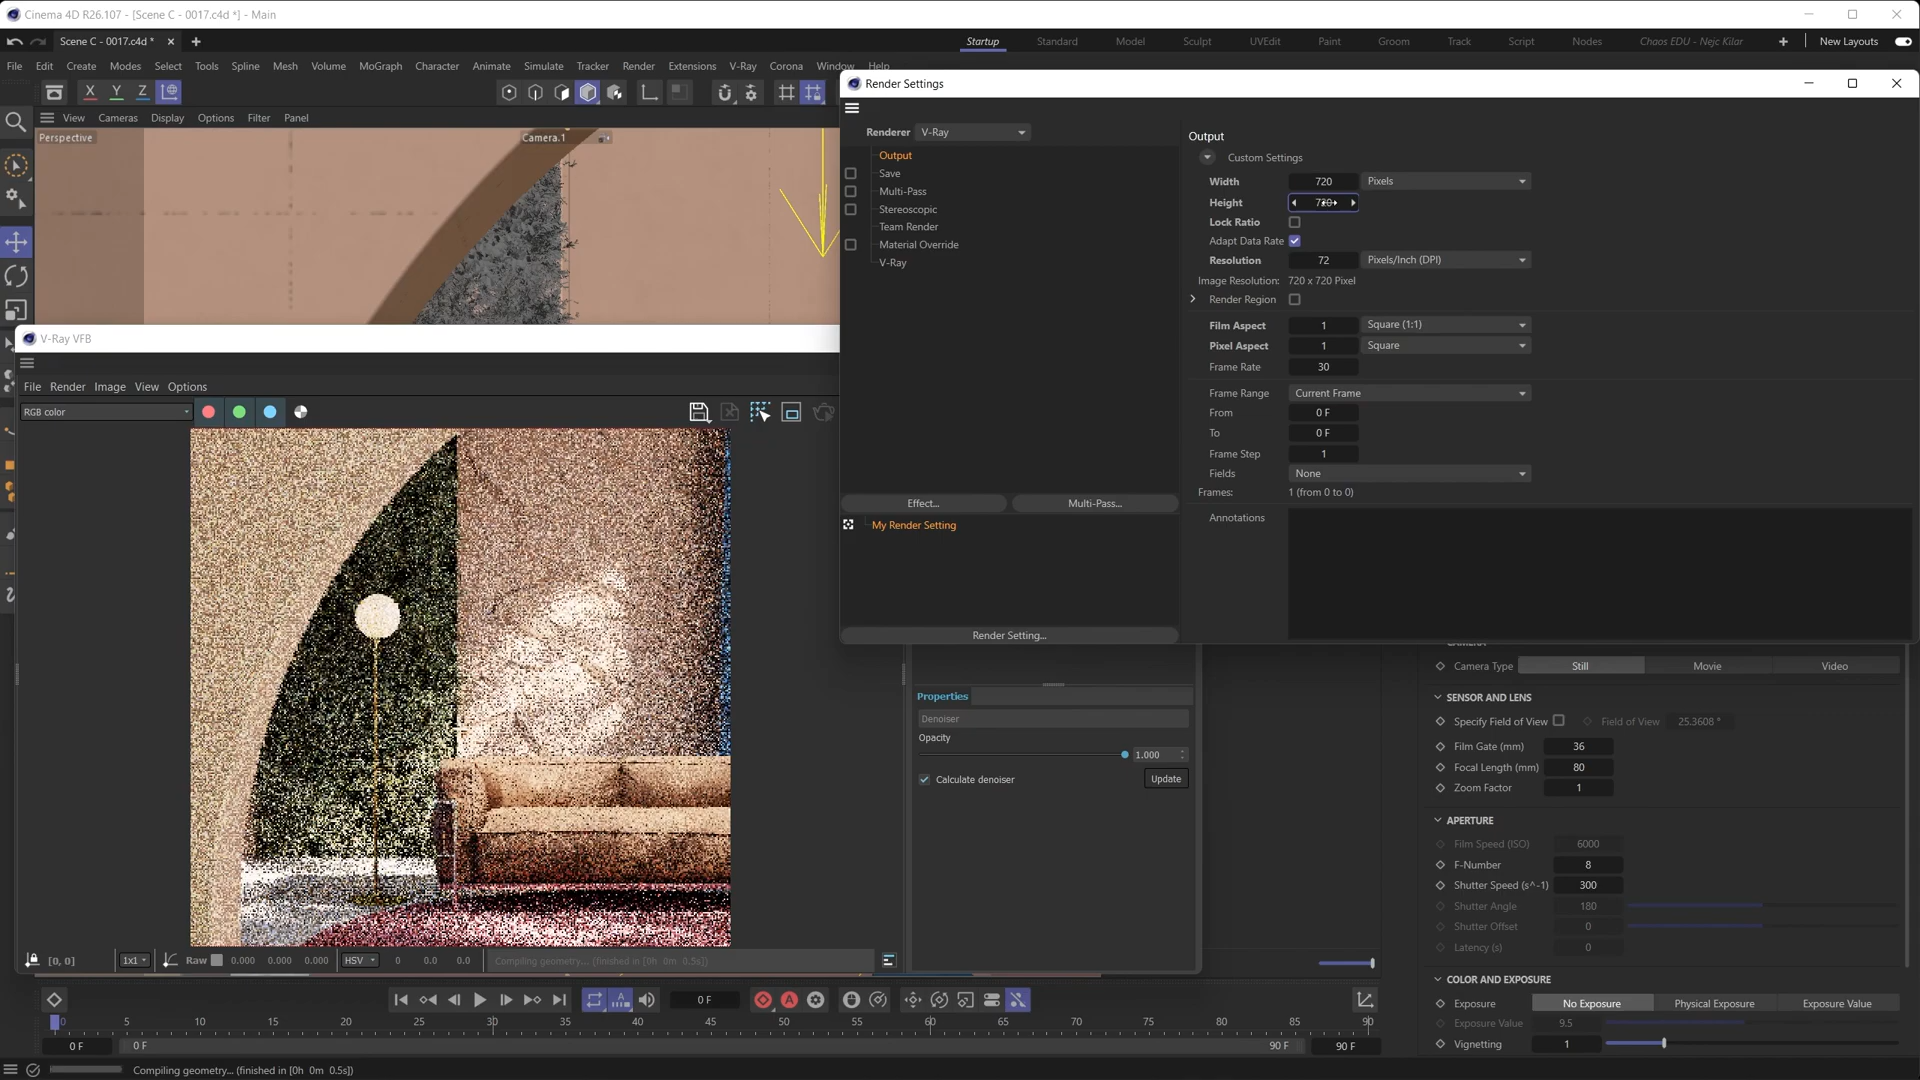 Cinema 4D R26.107 - [Scene C - 0017.c4d *] - Main
Scene C - 0017.c4d *
Startup Standard Model Sculpt UVEdit Paint Groom Track Script Nodes Chaos EDU - Nejc Kilar New Layouts
File Edit Create Modes Select Tools Spline Mesh Volume MoGraph Character Animate Simulate Tracker Render Extensions V-Ray Corona Window Help
X Y Z
View Cameras Display Options Filter Panel
Perspective Camera.1
Render Settings
Renderer V-Ray
Output
Save
Multi-Pass
Stereoscopic
Team Render
Material Override
V-Ray
Effect... Multi-Pass...
My Render Setting
Render Setting...
Output
Custom Settings
Width 720 Pixels
Height
Lock Ratio
Adapt Data Rate
Resolution 72 Pixels/Inch (DPI)
Image Resolution: 720 x 720 Pixel
Render Region
Film Aspect 1 Square (1:1)
Pixel Aspect 1 Square
Frame Rate 30
Frame Range Current Frame
From 0 F
To 0 F
Frame Step 1
Fields None
Frames: 1 (from 0 to 0)
Annotations
V-Ray VFB
File Render Image View Options
RGB color
[0, 0] 1x1 Raw 0.000 0.000 0.000 HSV 0 0.0 0.0 Compiling geometry... (finished in [0h 0m 0.5s])
Properties
Denoiser
Opacity
1.000
Calculate denoiser Update
Camera Type Still Movie Video
SENSOR AND LENS
Specify Field of View Field of View 25.3608 °
Film Gate (mm) 36
Focal Length (mm) 80
Zoom Factor 1
APERTURE
Film Speed (ISO) 6000
F-Number 8
Shutter Speed (s^-1) 300
Shutter Angle 180
Shutter Offset 0
Latency (s) 0
COLOR AND EXPOSURE
Exposure No Exposure Physical Exposure Exposure Value
Exposure Value 9.5
Vignetting 1
0 F
0 5 10 15 20 25 30 35 40 45 50 55 60 65 70 75 80 85 90
0 F 0 F 90 F 90 F
Compiling geometry... (finished in [0h 0m 0.5s])